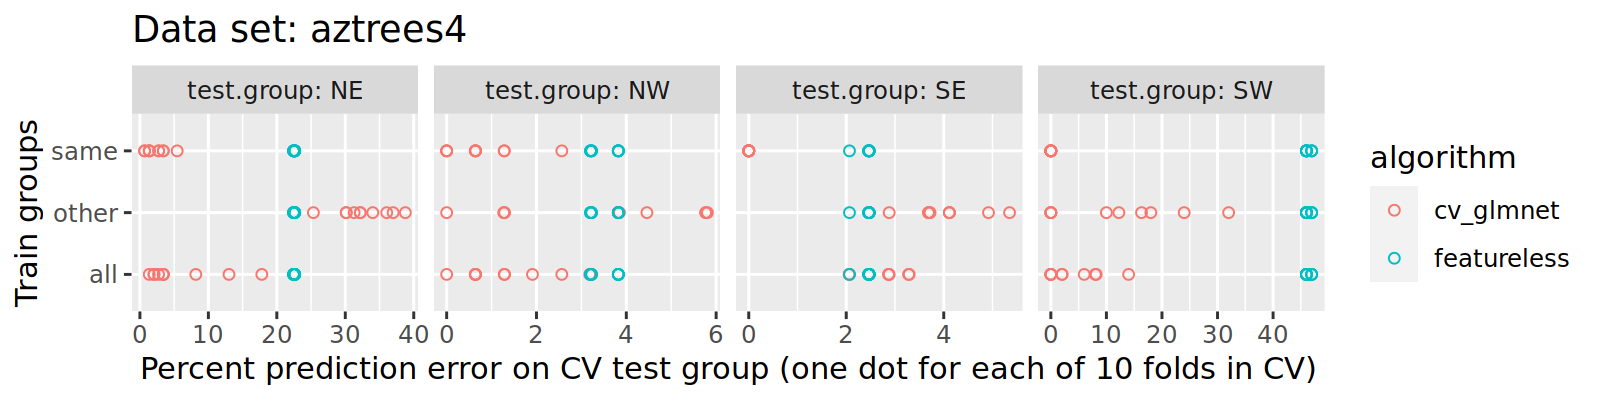 Data set: aztrees4
test.group: NE
test.group: NW
test.group: SE
test.group: SW
Train groups
same
other
all
0 10 20 30 40
0 2 4 6
0 2 4
0 10 20 30 40
Percent prediction error on CV test group (one dot for each of 10 folds in CV)
algorithm
cv_glmnet
featureless